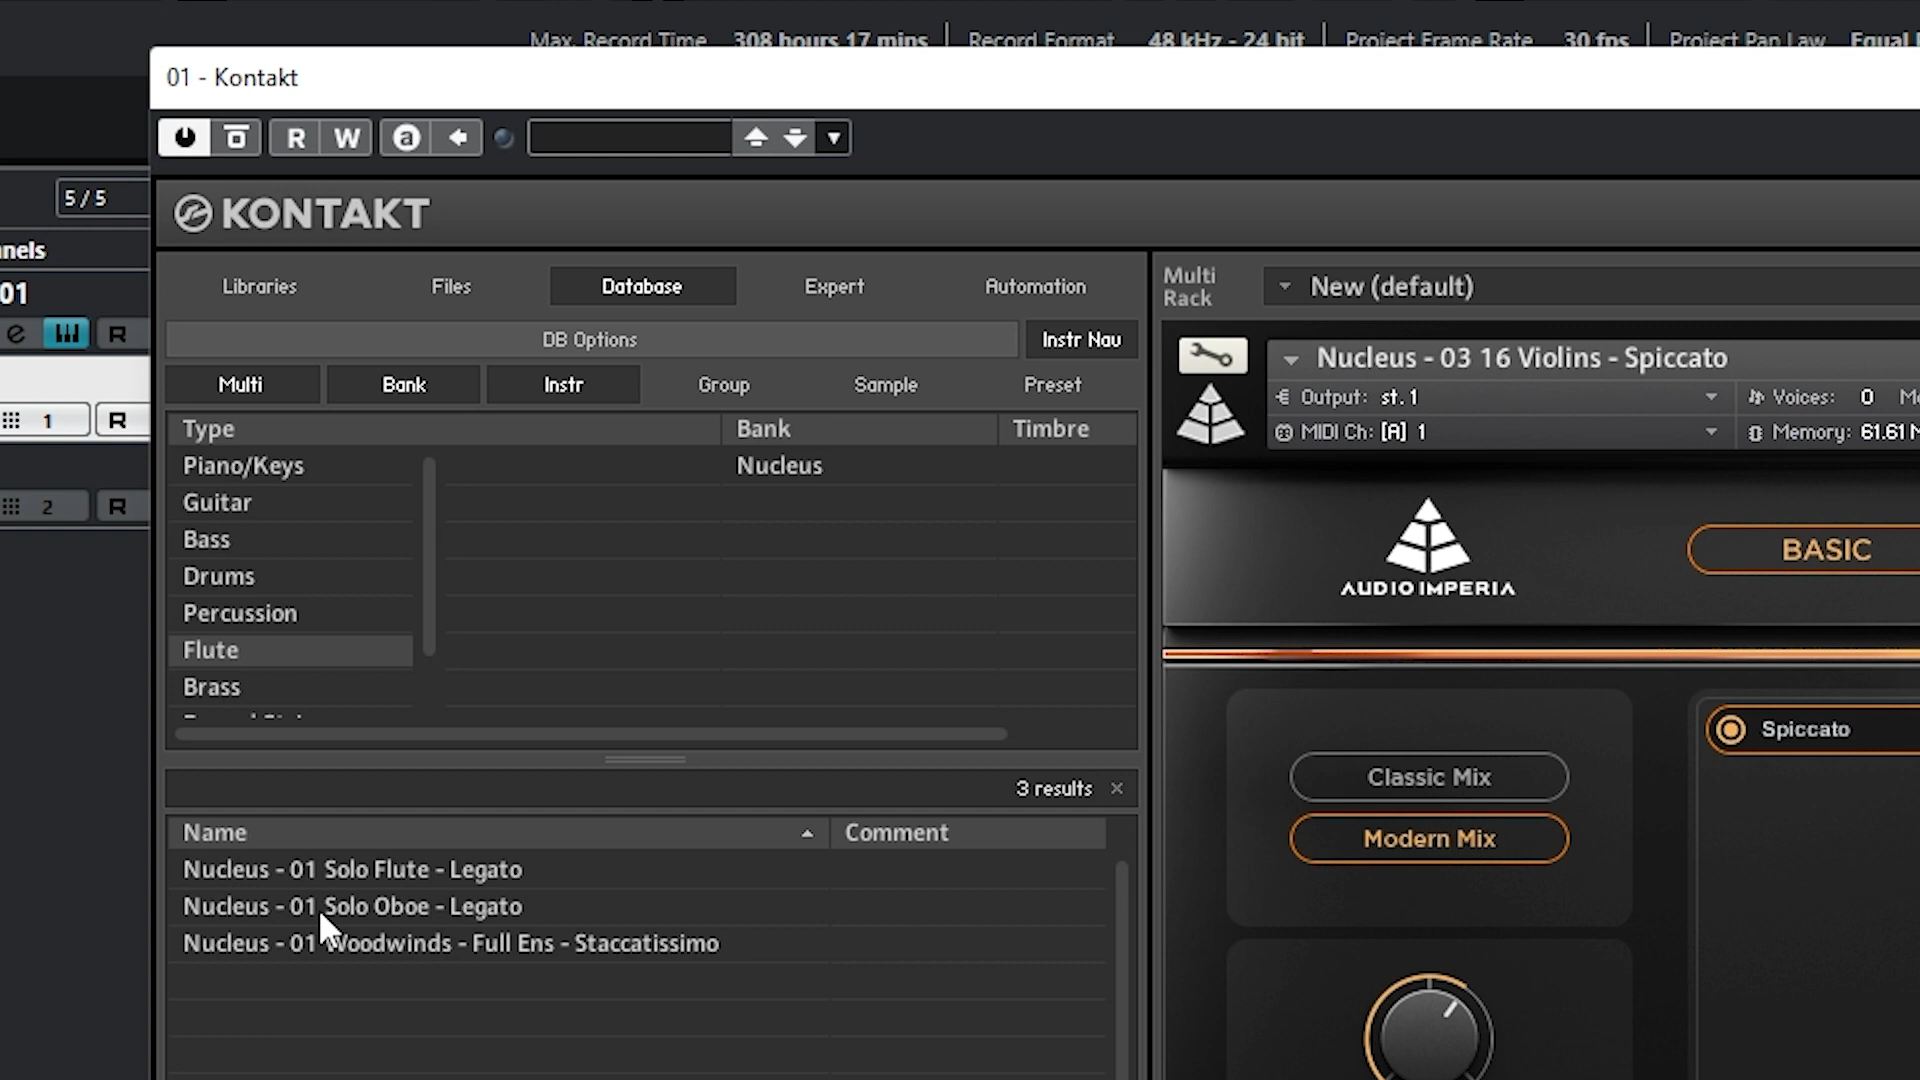 Max. Record Time 308 hours 17 mins Record Format 48 kHz - 24 bit Project Frame Rate 30 fps Project Pan Law Equal
01 - Kontakt
R W a
5 / 5
KONTAKT
nnels
Libraries Files Database Expert Automation
Multi Rack New (default)
01
DB Options Instr Nav
e R
Nucleus - 03 16 Violins - Spiccato
Multi Bank Instr Group Sample Preset
Output: st. 1 Voices: 0
1 R
Type Bank Timbre
MIDI Ch: [A] 1 Memory: 61.61
Piano/Keys Nucleus
Guitar
2 R
Bass
BASIC
Drums
AUDIO IMPERIA
Percussion
Flute
Brass
Spiccato
Classic Mix
3 results ×
Name Comment
Modern Mix
Nucleus - 01 Solo Flute - Legato
Nucleus - 01 Solo Oboe - Legato
Nucleus - 01 Woodwinds - Full Ens - Staccatissimo